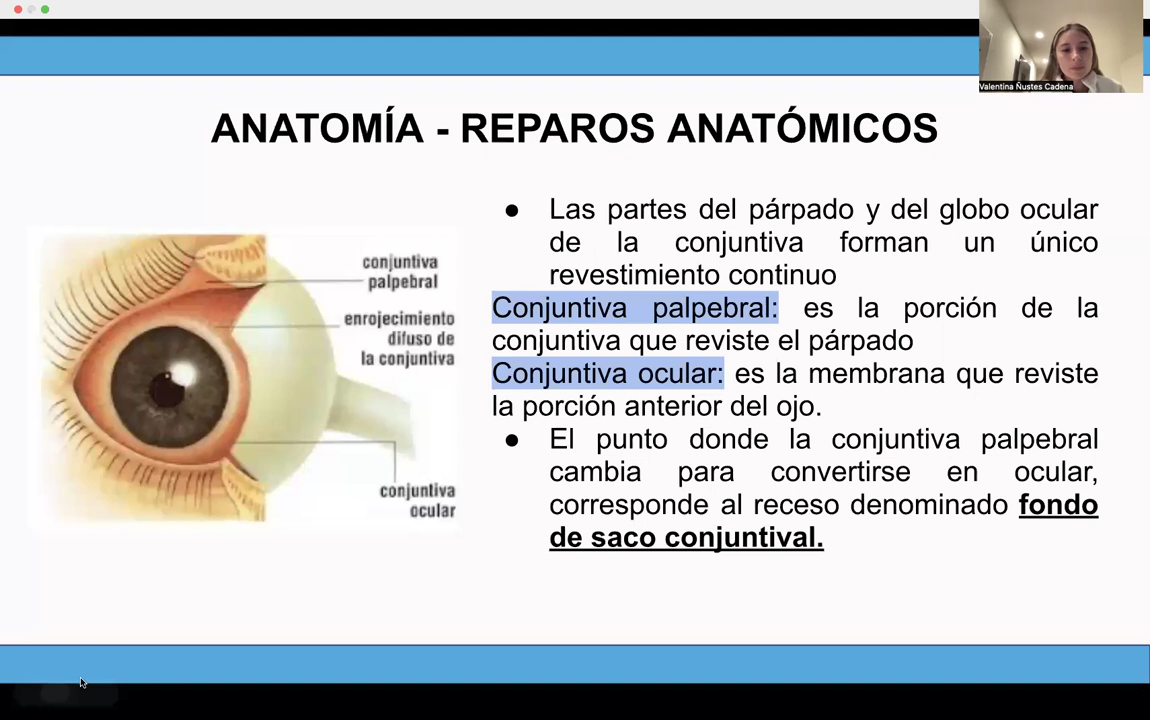 Valentina Ñustes Cadena
ANATOMÍA - REPAROS ANATÓMICOS
conjuntiva
palpebral
enrojecimiento
difuso de
la conjuntiva
conjuntiva
ocular
● Las partes del párpado y del globo ocular
de la conjuntiva forman un único
revestimiento continuo
Conjuntiva palpebral: es la porción de la
conjuntiva que reviste el párpado
Conjuntiva ocular: es la membrana que reviste
la porción anterior del ojo.
● El punto donde la conjuntiva palpebral
cambia para convertirse en ocular,
corresponde al receso denominado fondo
de saco conjuntival.